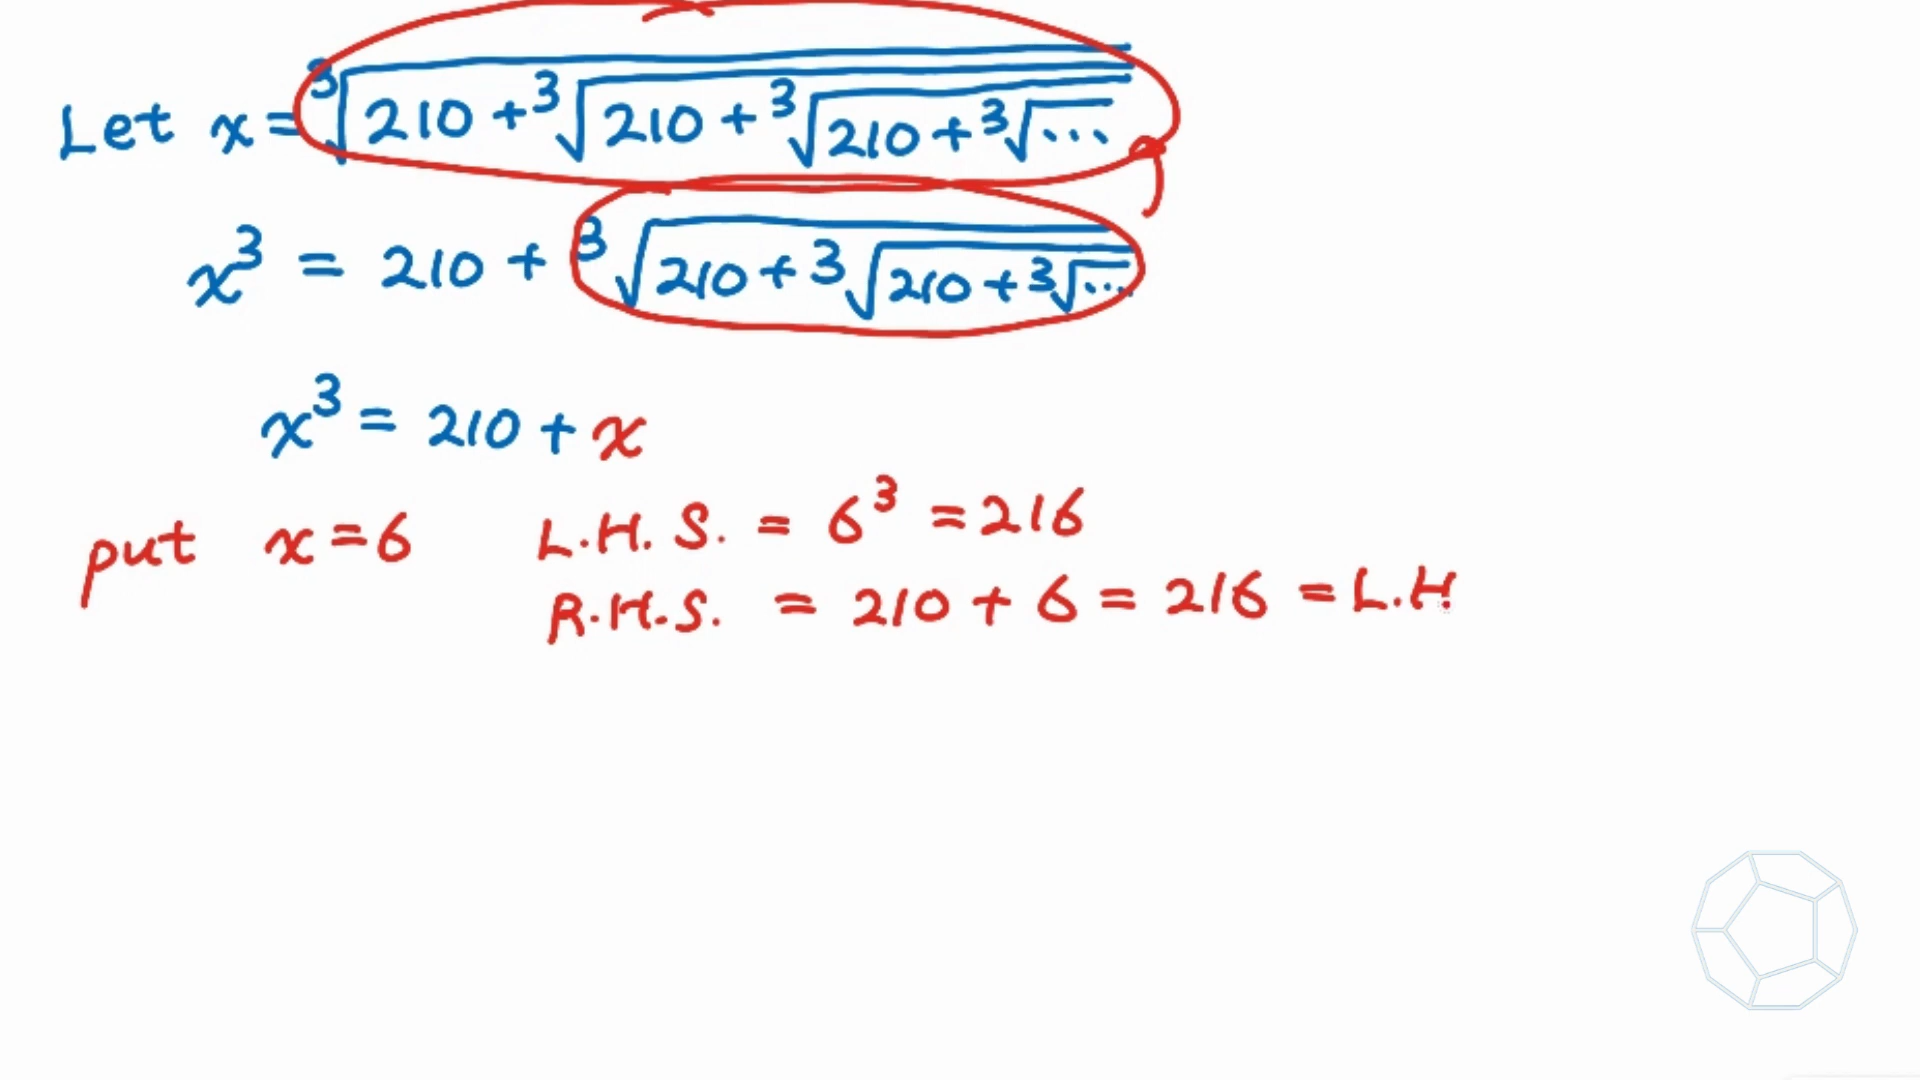 Let x = ∛(210 + ∛(210 + ∛(210 + ∛...
x³ = 210 + ∛(210 + ∛(210 + ∛...
x³ = 210 + x
put x = 6 L.H.S. = 6³ = 216
R.H.S. = 210 + 6 = 216 = L.H